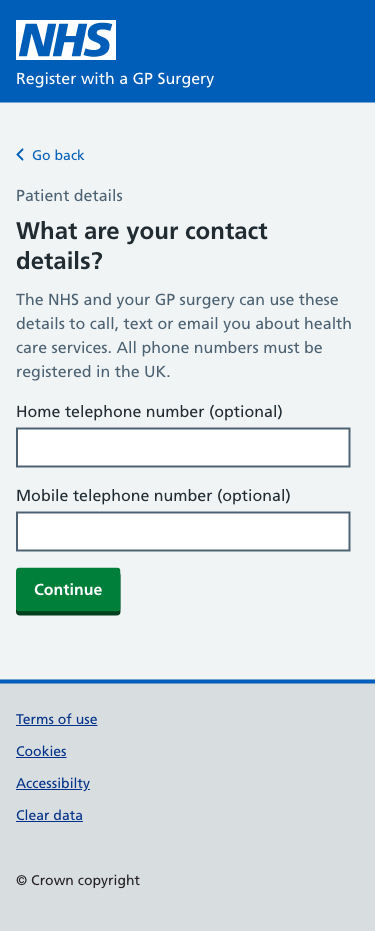 NHS
Register with a GP Surgery
Go back
Patient details
What are your contact
details?
The NHS and your GP surgery can use these
details to call, text or email you about health
care services. All phone numbers must be
registered in the UK.
Home telephone number (optional)
Mobile telephone number (optional)
Continue
Terms of use
Cookies
Accessibilty
Clear data
© Crown copyright